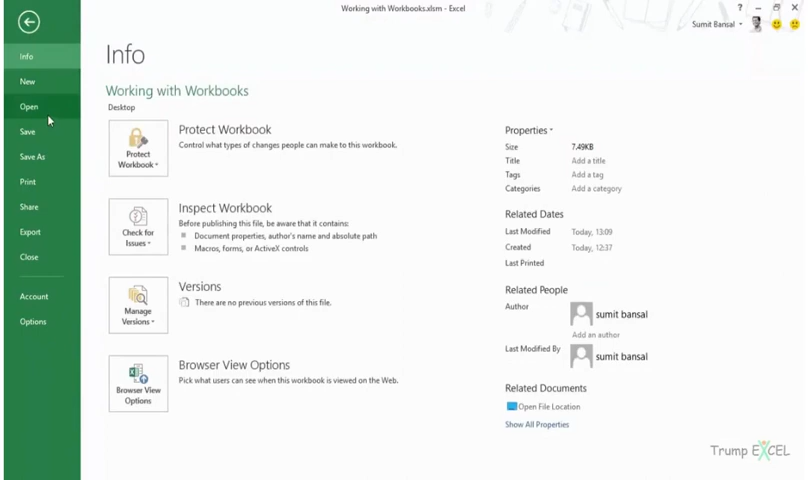 Working with Workbooks.xlsm - Excel
?
Sumit Bansal
Info
New
Open
Save
Save As
Print
Share
Export
Close
Account
Options
Info
Working with Workbooks
Desktop
Protect Workbook
Protect Workbook
Control what types of changes people can make to this workbook.
Check for Issues
Inspect Workbook
Before publishing this file, be aware that it contains:
Document properties, author's name and absolute path
Macros, forms, or ActiveX controls
Manage Versions
Versions
There are no previous versions of this file.
Browser View Options
Browser View Options
Pick what users can see when this workbook is viewed on the Web.
Properties
Size 7.49KB
Title Add a title
Tags Add a tag
Categories Add a category
Related Dates
Last Modified Today, 13:09
Created Today, 12:37
Last Printed
Related People
Author sumit bansal
Add an author
Last Modified By sumit bansal
Related Documents
Open File Location
Show All Properties
Trump EXCEL